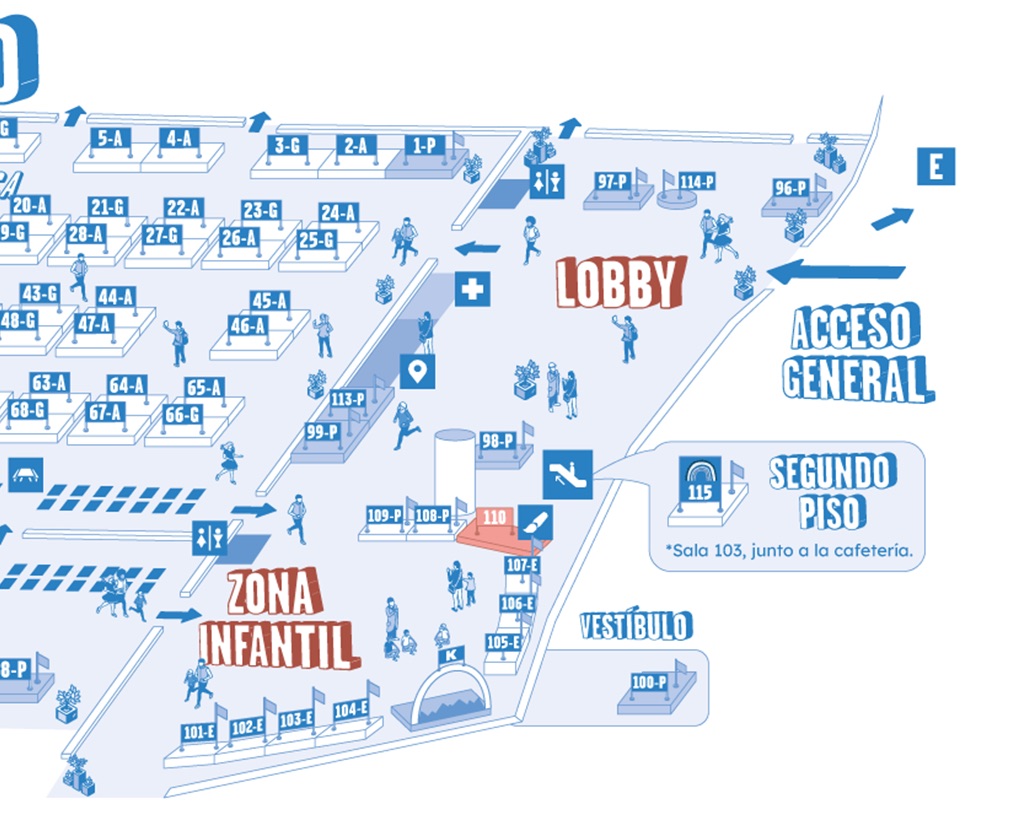 O
G
5-A
4-A
3-G
2-A
1-P
97-P
114-P
96-P
E
CA
20-A
21-G
22-A
23-G
24-A
9-G
28-A
27-G
26-A
25-G
LOBBY
ACCESO
GENERAL
43-G
44-A
45-A
48-G
47-A
46-A
63-A
64-A
65-A
68-G
67-A
66-G
113-P
99-P
98-P
115
SEGUNDO
PISO
*Sala 103, junto a la cafetería.
109-P
108-P
110
107-E
106-E
105-E
ZONA
INFANTIL
VESTÍBULO
K
8-P
100-P
101-E
102-E
103-E
104-E